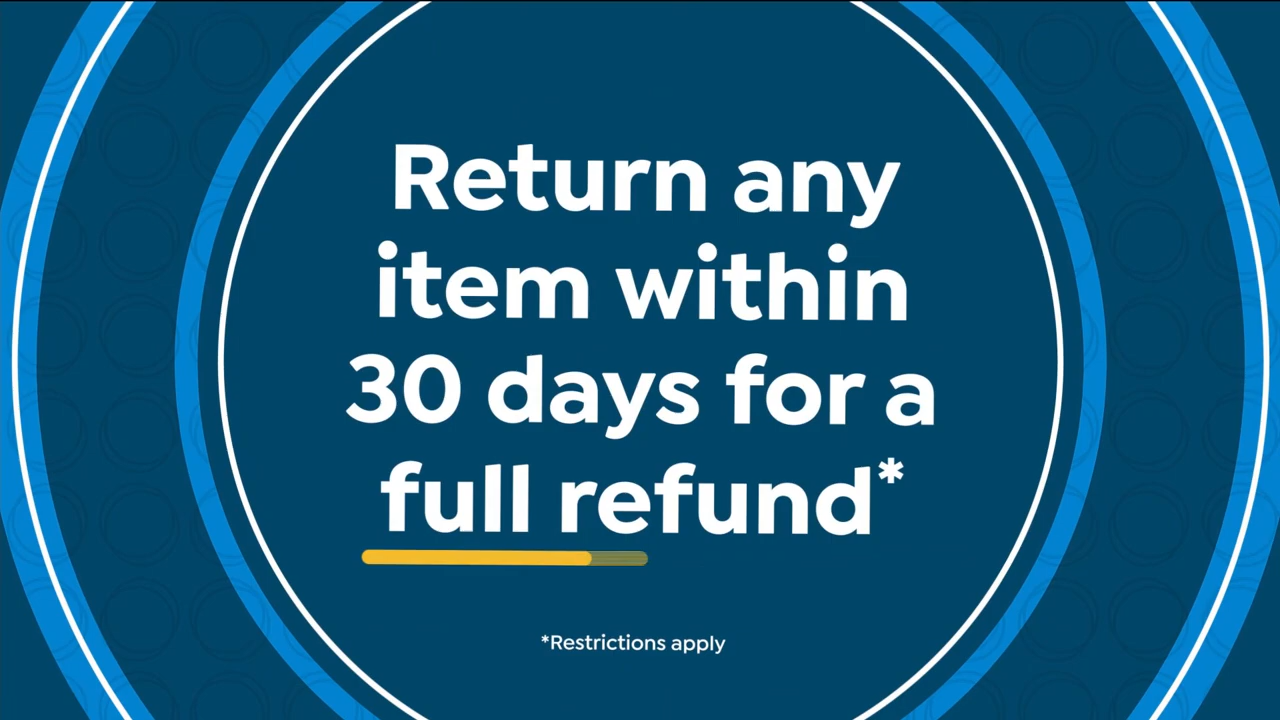 Return any
item within
30 days for a
full refund*
*Restrictions apply